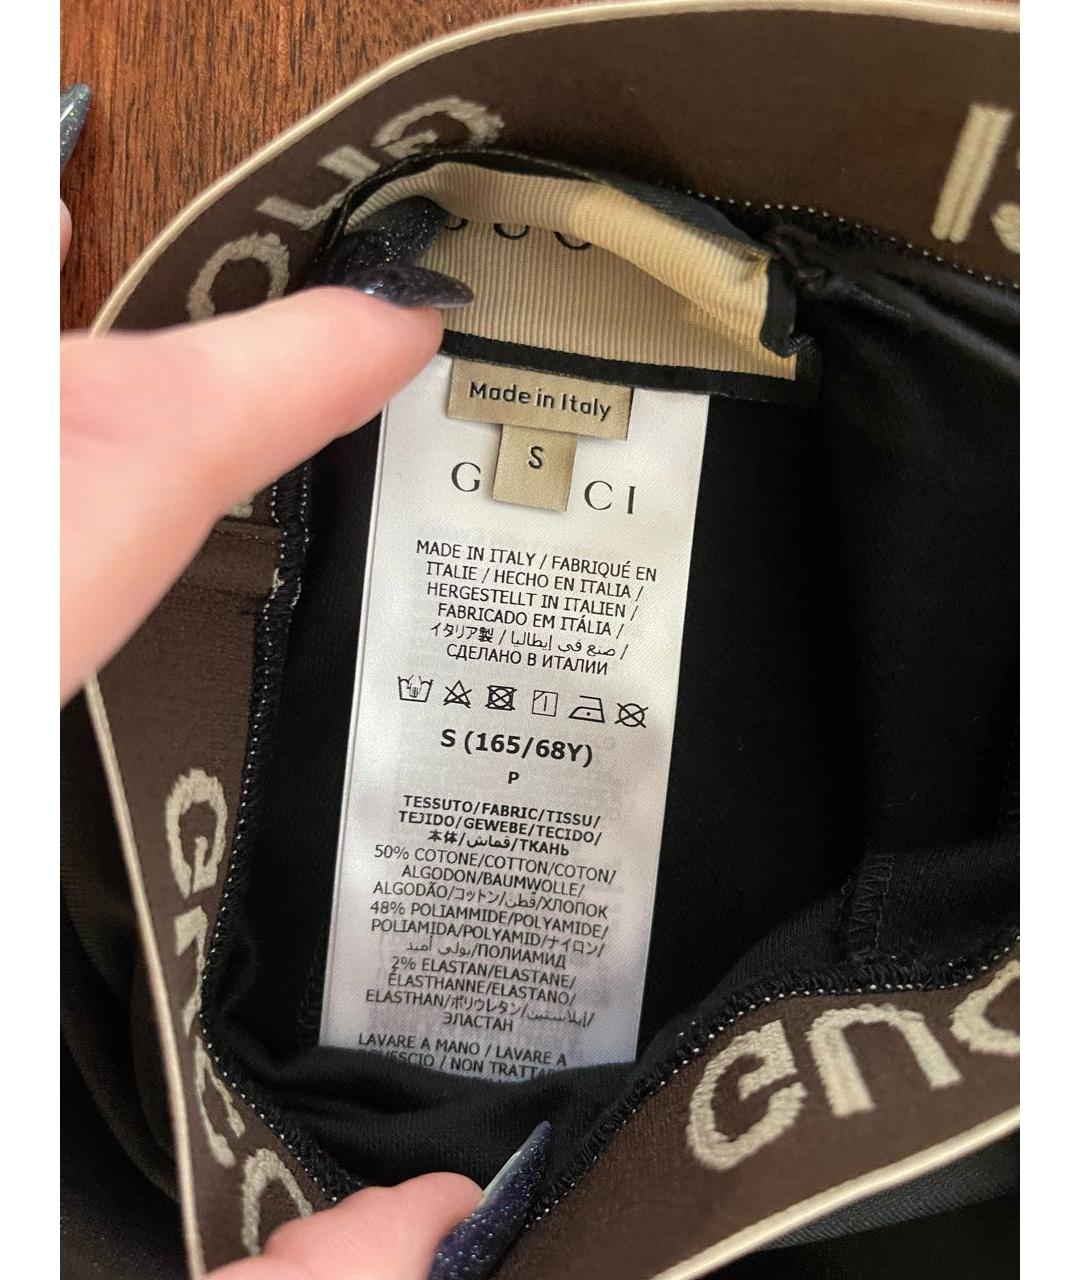 GUCCI
Made in Italy
S
G CI
MADE IN ITALY / FABRIQUÉ EN
ITALIE / HECHO EN ITALIA /
HERGESTELLT IN ITALIEN /
FABRICADO EM ITÁLIA /
イタリア製 / صنع في إيطاليا /
СДЕЛАНО В ИТАЛИИ
S (165/68Y)
P
TESSUTO/FABRIC/TISSU/
TEJIDO/GEWEBE/TECIDO/
本体/قماش/ТКАНЬ
50% COTONE/COTTON/COTON/
ALGODON/BAUMWOLLE/
ALGODÃO/コットン/قطن/ХЛОПОК
48% POLIAMMIDE/POLYAMIDE/
POLIAMIDA/POLYAMID/ナイロン/
بولي أميد/ПОЛИАМИД
2% ELASTAN/ELASTANE/
ÉLASTHANNE/ELASTANO/
ELASTHAN/ポリウレタン/إيلاستين/
ЭЛАСТАН
LAVARE A MANO / LAVARE A
/ NON